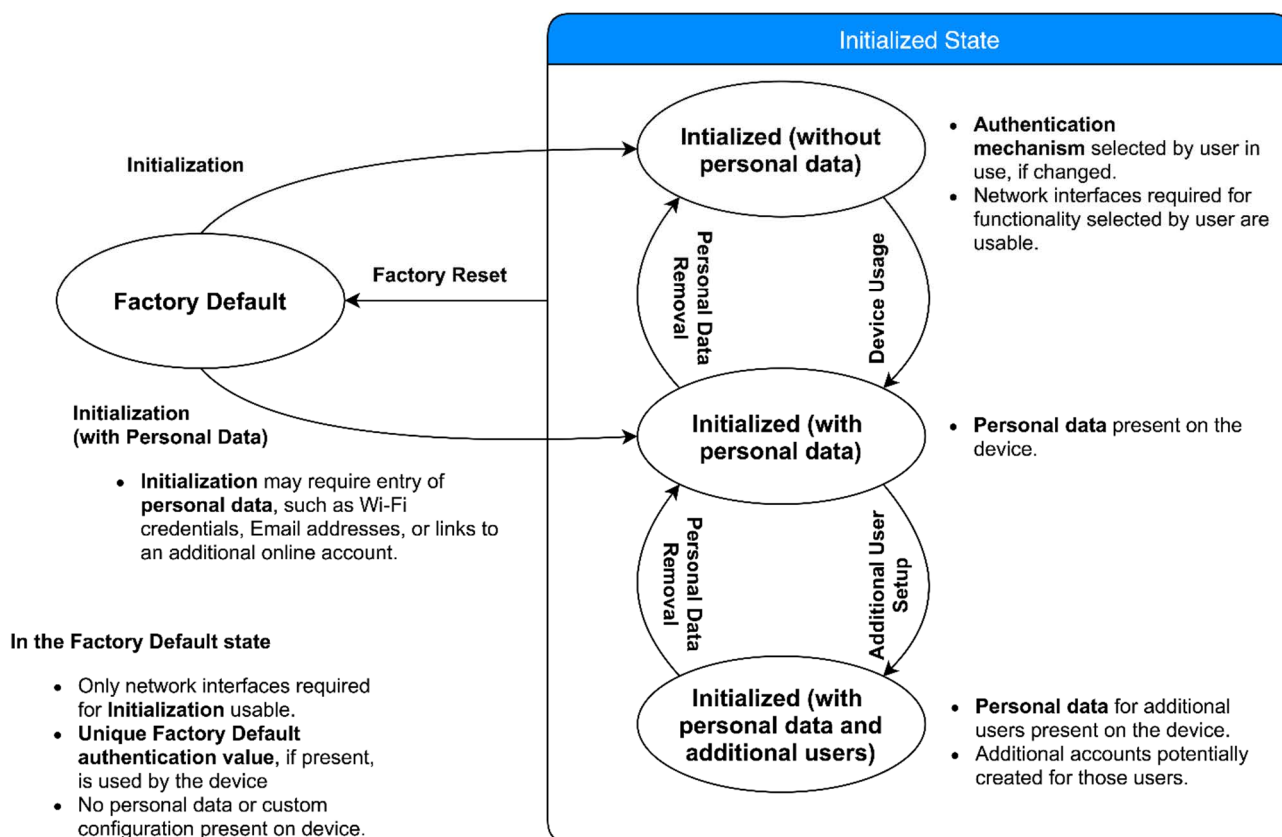 Initialized State
Intialized (without
personal data)
• Authentication
mechanism selected by user in
use, if changed.
• Network interfaces required for
functionality selected by user are
usable.
Initialization
Personal Data
Removal
Device Usage
Factory Reset
Factory Default
Initialization
(with Personal Data)
• Initialization may require entry of
personal data, such as Wi-Fi
credentials, Email addresses, or links to
an additional online account.
Initialized (with
personal data)
• Personal data present on the
device.
Personal Data
Removal
Additional User
Setup
In the Factory Default state
• Only network interfaces required
for Initialization usable.
• Unique Factory Default
authentication value, if present,
is used by the device
• No personal data or custom
configuration present on device.
Initialized (with
personal data and
additional users)
• Personal data for additional
users present on the device.
• Additional accounts potentially
created for those users.